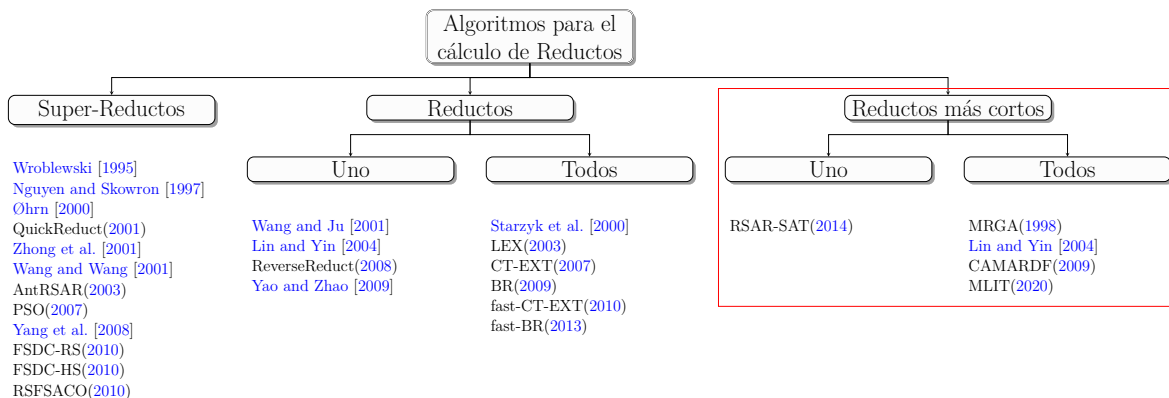 Algoritmos para el
cálculo de Reductos
Super-Reductos
Reductos
Reductos más cortos
Uno
Todos
Uno
Todos
Wroblewski [1995]
Nguyen and Skowron [1997]
Øhrn [2000]
QuickReduct(2001)
Zhong et al. [2001]
Wang and Wang [2001]
AntRSAR(2003)
PSO(2007)
Yang et al. [2008]
FSDC-RS(2010)
FSDC-HS(2010)
RSFSACO(2010)
Wang and Ju [2001]
Lin and Yin [2004]
ReverseReduct(2008)
Yao and Zhao [2009]
Starzyk et al. [2000]
LEX(2003)
CT-EXT(2007)
BR(2009)
fast-CT-EXT(2010)
fast-BR(2013)
RSAR-SAT(2014)
MRGA(1998)
Lin and Yin [2004]
CAMARDF(2009)
MLIT(2020)